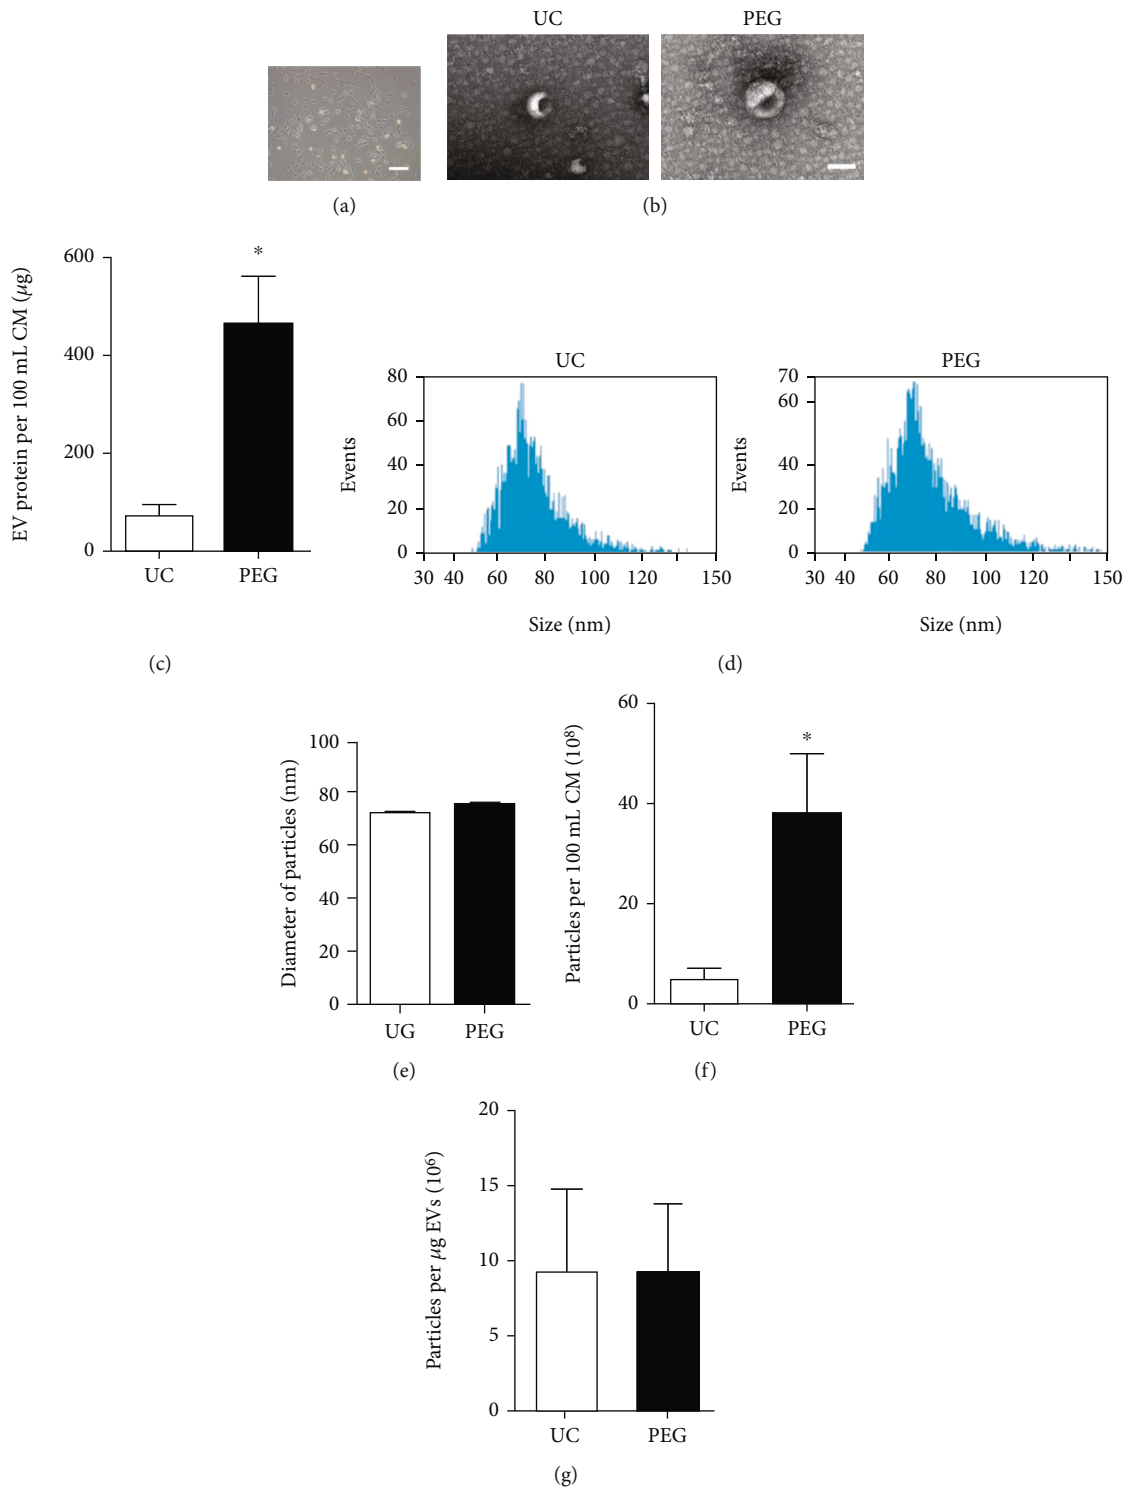 UC
PEG
(a)
(b)
EV protein per 100 mL CM (μg)
600
400
200
0
*
UC
PEG
(c)
UC
Events
80
60
40
20
0
30 40 60 80 100 120 150
Size (nm)
PEG
Events
70
60
40
20
0
30 40 60 80 100 120 150
Size (nm)
(d)
Diameter of particles (nm)
100
80
60
40
20
0
UG
PEG
(e)
Particles per 100 mL CM (10⁸)
60
40
20
0
*
UC
PEG
(f)
Particles per μg EVs (10⁶)
20
15
10
5
0
UC
PEG
(g)